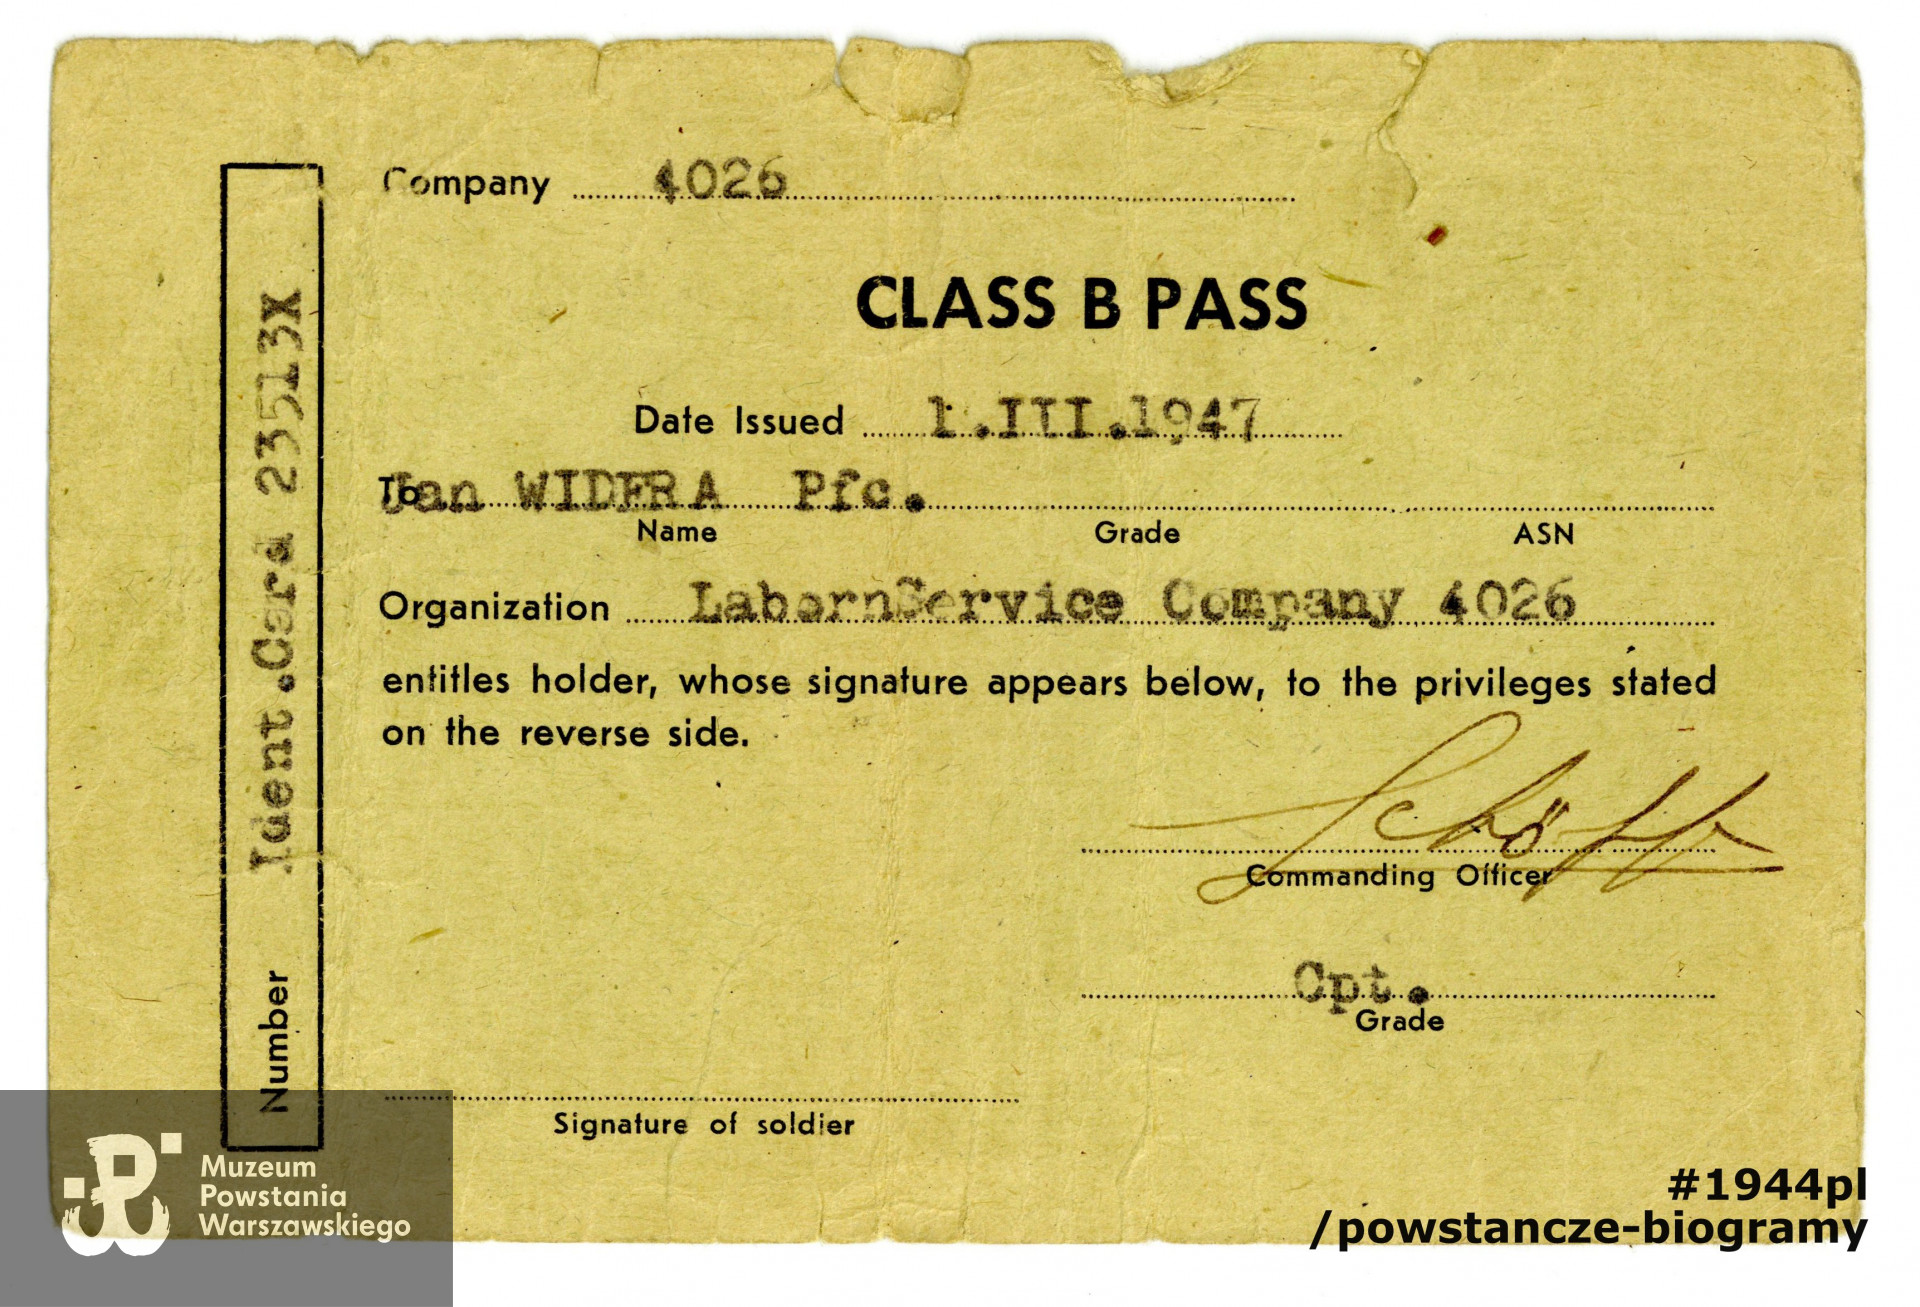 Company 4026
CLASS B PASS
Date Issued 1.III.1947
To Jan WIDERA Pfc.
Name Grade ASN
Organization LabornService Company 4026
entitles holder, whose signature appears below, to the privileges stated
on the reverse side.
Schöff
Commanding Officer
Cpt.
Grade
Signature of soldier
Number Ident.Card 23513X
Muzeum
Powstania
Warszawskiego
#1944pl
/powstancze-biogramy